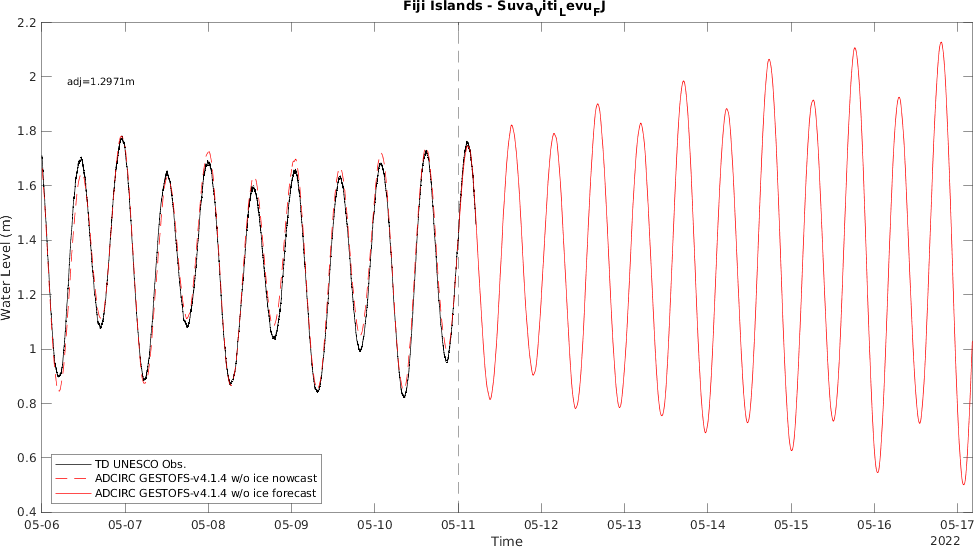 Fiji Islands - Suva_Viti_Levu_FJ
2.2
2
1.8
1.6
1.4
1.2
1
0.8
0.6
0.4
Water Level (m)
adj=1.2971m
TD UNESCO Obs.
ADCIRC GESTOFS-v4.1.4 w/o ice nowcast
ADCIRC GESTOFS-v4.1.4 w/o ice forecast
05-06 05-07 05-08 05-09 05-10 05-11 05-12 05-13 05-14 05-15 05-16 05-17
Time
2022